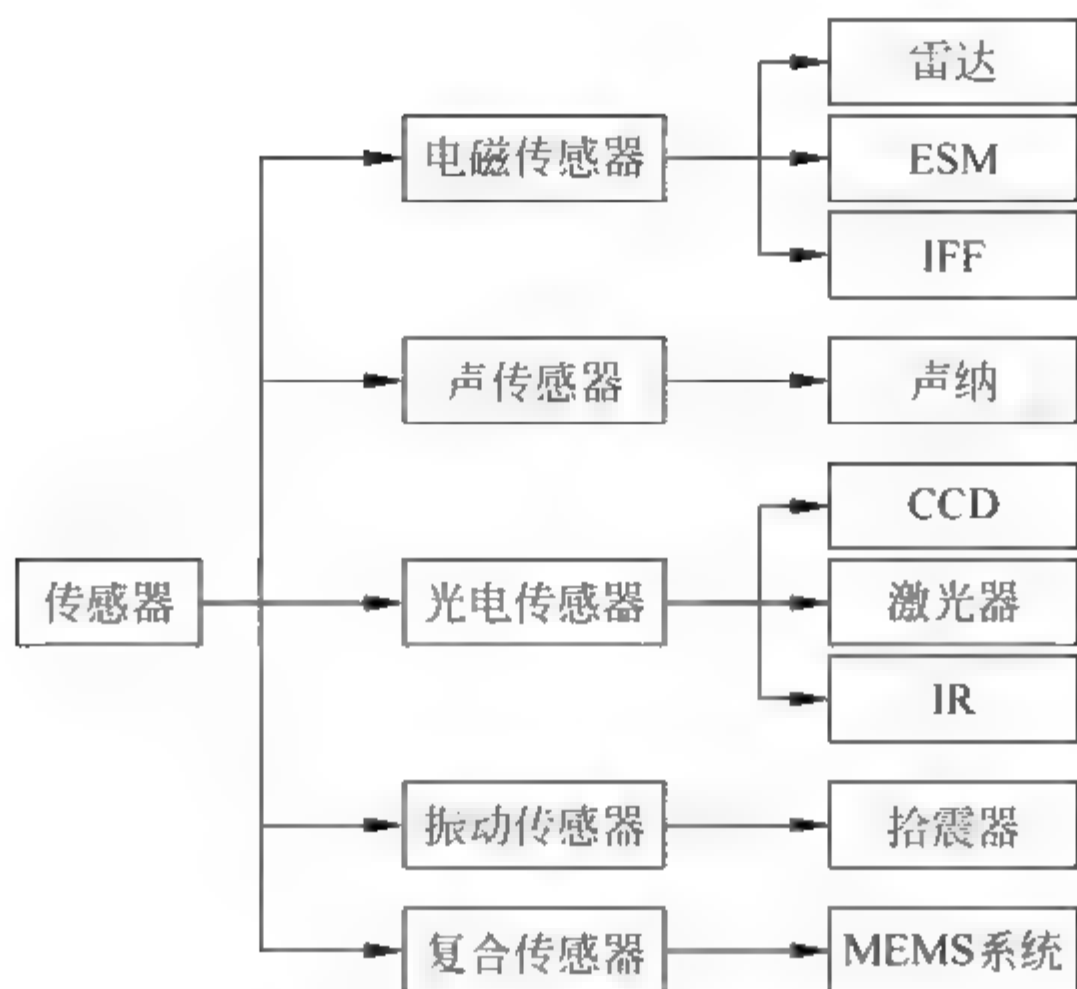 传感器
电磁传感器
雷达
ESM
IFF
声传感器
声纳
光电传感器
CCD
激光器
IR
振动传感器
拾震器
复合传感器
MEMS系统